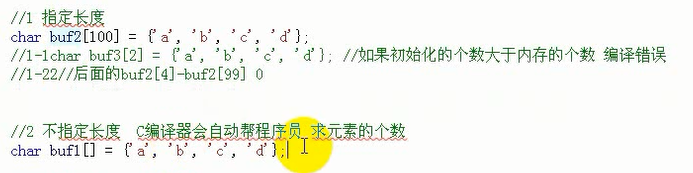 //1 指定长度
char buf2[100] = {'a', 'b', 'c', 'd'};
//1-1char buf3[2] = {'a', 'b', 'c', 'd'}; //如果初始化的个数大于内存的个数 编译错误
//1-22//后面的buf2[4]-buf2[99] 0
//2 不指定长度 C编译器会自动帮程序员 求元素的个数
char buf1[] = {'a', 'b', 'c', 'd'};